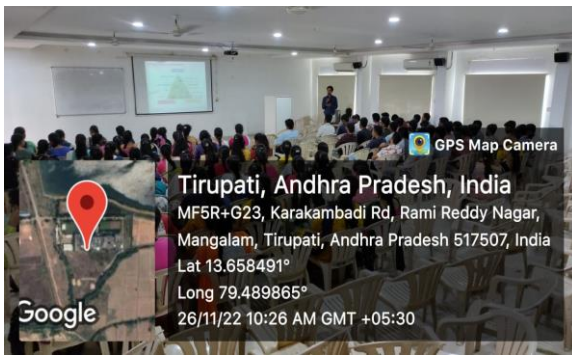 GPS Map Camera
Tirupati, Andhra Pradesh, India
MF5R+G23, Karakambadi Rd, Rami Reddy Nagar,
Mangalam, Tirupati, Andhra Pradesh 517507, India
Lat 13.658491°
Long 79.489865°
26/11/22 10:26 AM GMT +05:30
Google